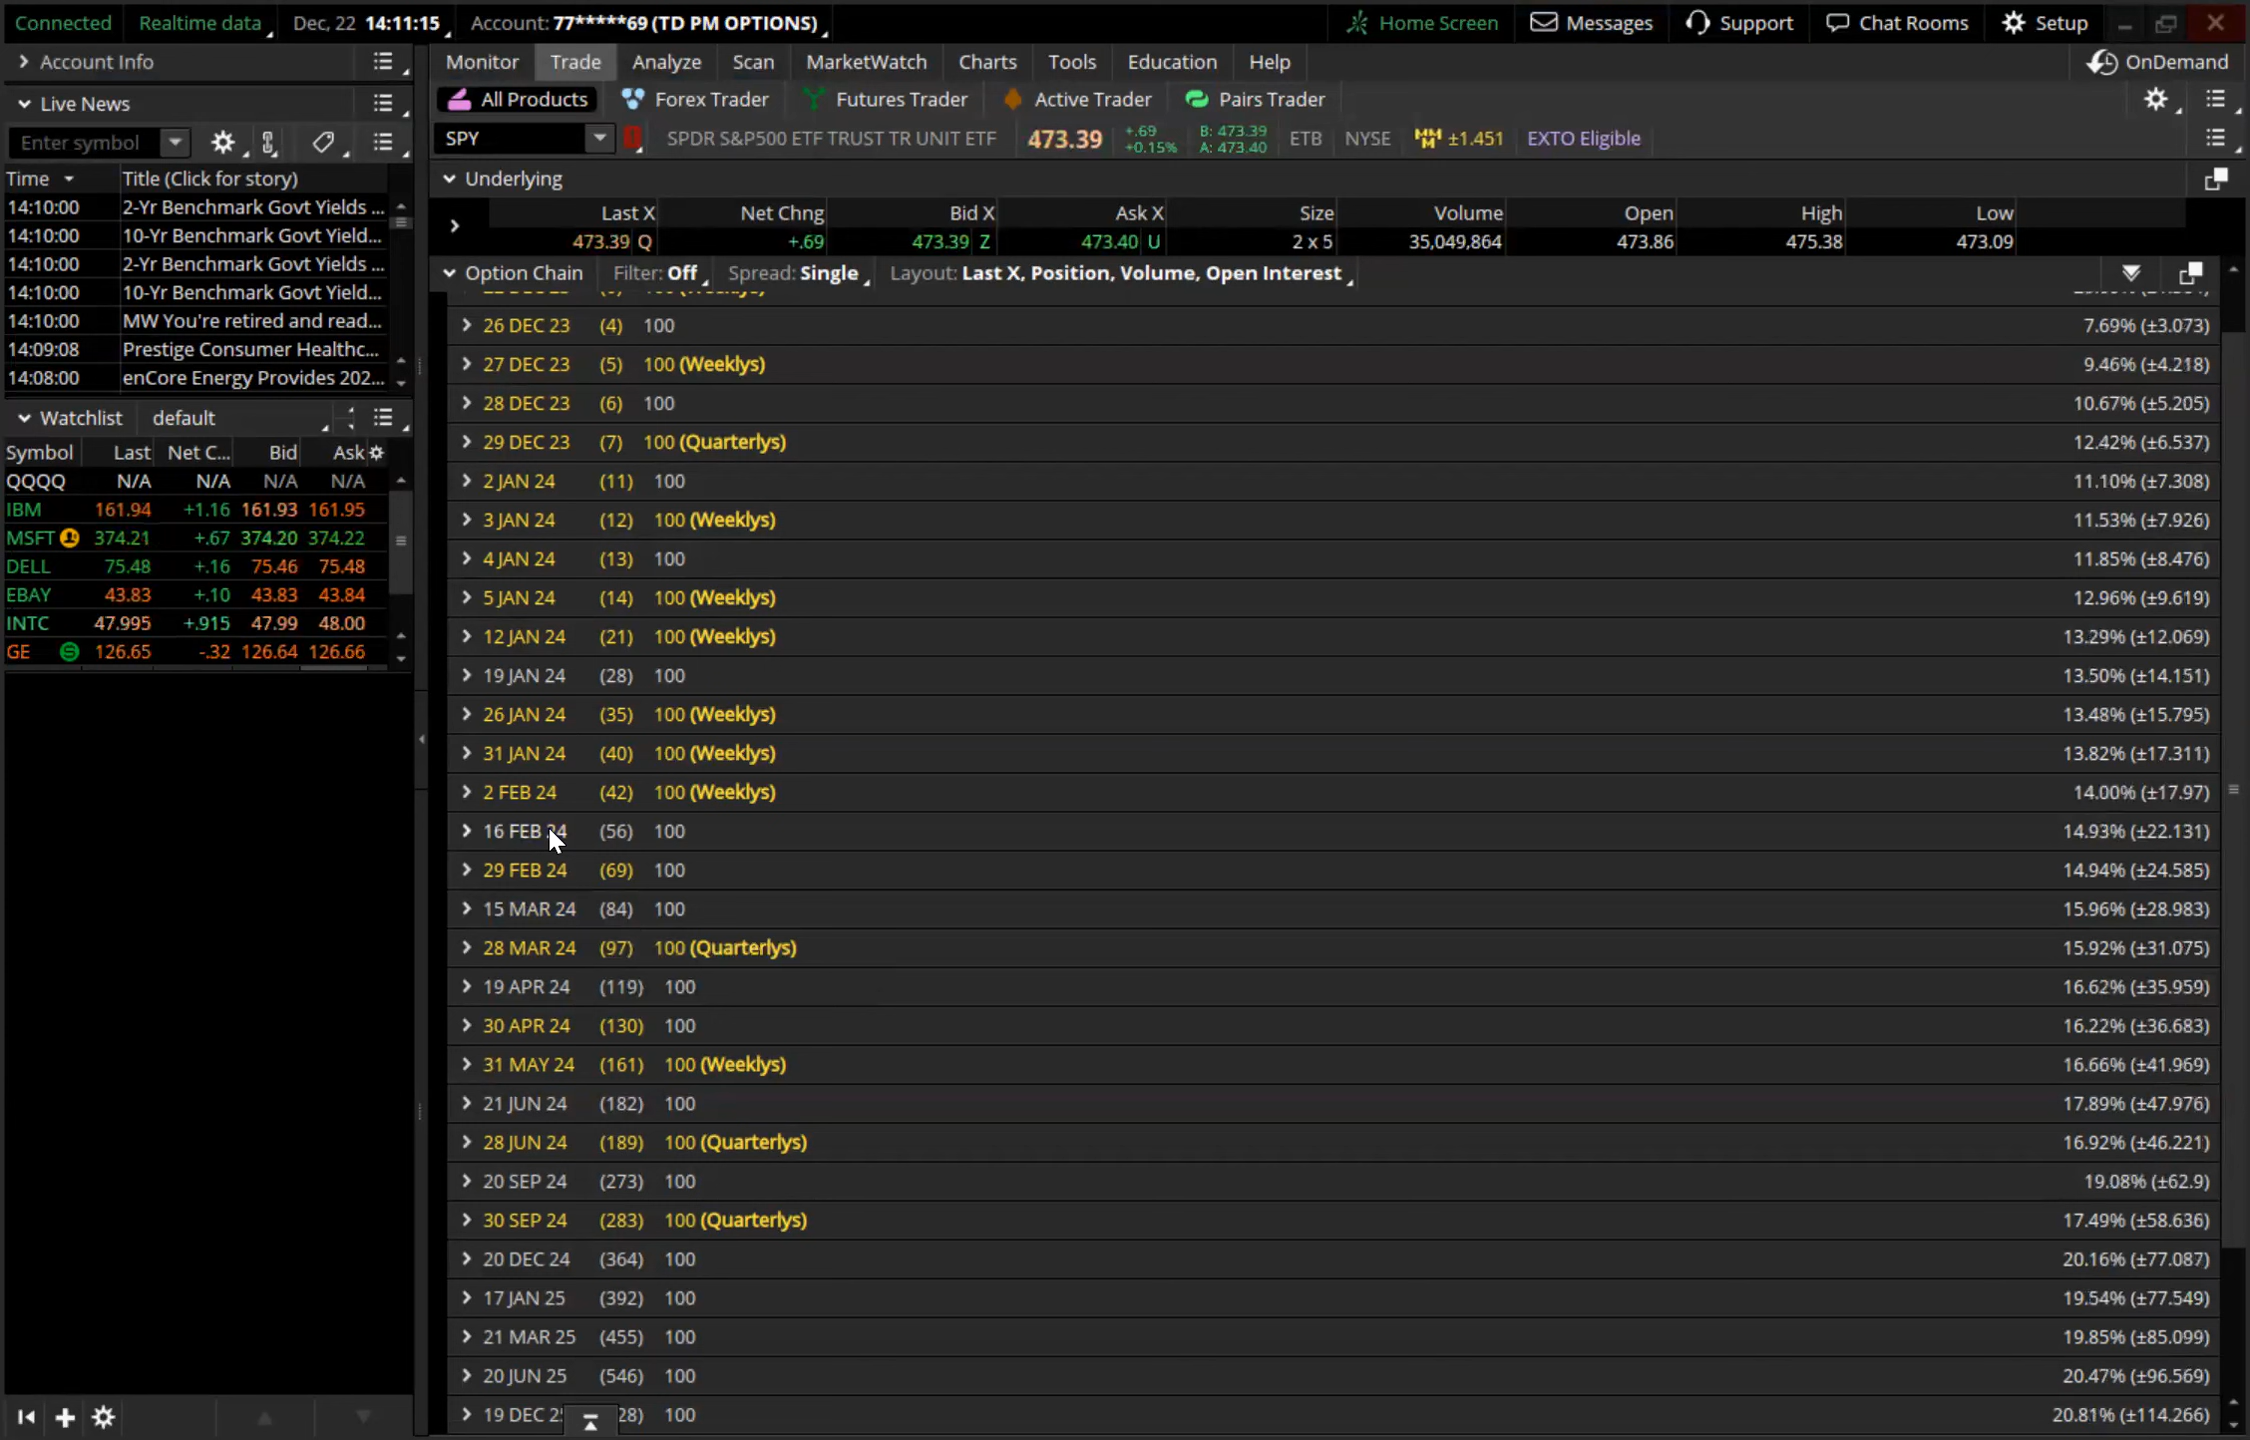 Connected Realtime data Dec, 22 14:11:15 Account: 77*****69 (TD PM OPTIONS) Home Screen Messages Support Chat Rooms Setup
Account Info
Monitor Trade Analyze Scan MarketWatch Charts Tools Education Help OnDemand
Live News
All Products Forex Trader Futures Trader Active Trader Pairs Trader
Enter symbol
SPY SPDR S&P500 ETF TRUST TR UNIT ETF 473.39 +.69 +0.15% B: 473.39 A: 473.40 ETB NYSE ±1.451 EXTO Eligible
Time Title (Click for story)
14:10:00 2-Yr Benchmark Govt Yields ...
14:10:00 10-Yr Benchmark Govt Yield...
14:10:00 2-Yr Benchmark Govt Yields ...
14:10:00 10-Yr Benchmark Govt Yield...
14:10:00 MW You're retired and read...
14:09:08 Prestige Consumer Healthc...
14:08:00 enCore Energy Provides 202...
Watchlist default
Symbol Last Net C... Bid Ask
QQQQ N/A N/A N/A N/A
IBM 161.94 +1.16 161.93 161.95
MSFT 374.21 +.67 374.20 374.22
DELL 75.48 +.16 75.46 75.48
EBAY 43.83 +.10 43.83 43.84
INTC 47.995 +.915 47.99 48.00
GE 126.65 -.32 126.64 126.66
Underlying
Last X Net Chng Bid X Ask X Size Volume Open High Low
473.39 Q +.69 473.39 Z 473.40 U 2 x 5 35,049,864 473.86 475.38 473.09
Option Chain Filter: Off Spread: Single Layout: Last X, Position, Volume, Open Interest
26 DEC 23 (4) 100 7.69% (±3.073)
27 DEC 23 (5) 100 (Weeklys) 9.46% (±4.218)
28 DEC 23 (6) 100 10.67% (±5.205)
29 DEC 23 (7) 100 (Quarterlys) 12.42% (±6.537)
2 JAN 24 (11) 100 11.10% (±7.308)
3 JAN 24 (12) 100 (Weeklys) 11.53% (±7.926)
4 JAN 24 (13) 100 11.85% (±8.476)
5 JAN 24 (14) 100 (Weeklys) 12.96% (±9.619)
12 JAN 24 (21) 100 (Weeklys) 13.29% (±12.069)
19 JAN 24 (28) 100 13.50% (±14.151)
26 JAN 24 (35) 100 (Weeklys) 13.48% (±15.795)
31 JAN 24 (40) 100 (Weeklys) 13.82% (±17.311)
2 FEB 24 (42) 100 (Weeklys) 14.00% (±17.97)
16 FEB 24 (56) 100 14.93% (±22.131)
29 FEB 24 (69) 100 14.94% (±24.585)
15 MAR 24 (84) 100 15.96% (±28.983)
28 MAR 24 (97) 100 (Quarterlys) 15.92% (±31.075)
19 APR 24 (119) 100 16.62% (±35.959)
30 APR 24 (130) 100 16.22% (±36.683)
31 MAY 24 (161) 100 (Weeklys) 16.66% (±41.969)
21 JUN 24 (182) 100 17.89% (±47.976)
28 JUN 24 (189) 100 (Quarterlys) 16.92% (±46.221)
20 SEP 24 (273) 100 19.08% (±62.9)
30 SEP 24 (283) 100 (Quarterlys) 17.49% (±58.636)
20 DEC 24 (364) 100 20.16% (±77.087)
17 JAN 25 (392) 100 19.54% (±77.549)
21 MAR 25 (455) 100 19.85% (±85.099)
20 JUN 25 (546) 100 20.47% (±96.569)
19 DEC 28) 100 20.81% (±114.266)